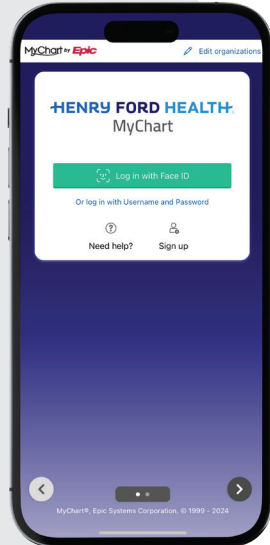 MyChart by Epic
Edit organizations
HENRY FORD HEALTH®
MyChart
Log in with Face ID
Or log in with Username and Password
Need help?
Sign up
MyChart®, Epic Systems Corporation, © 1999 - 2024